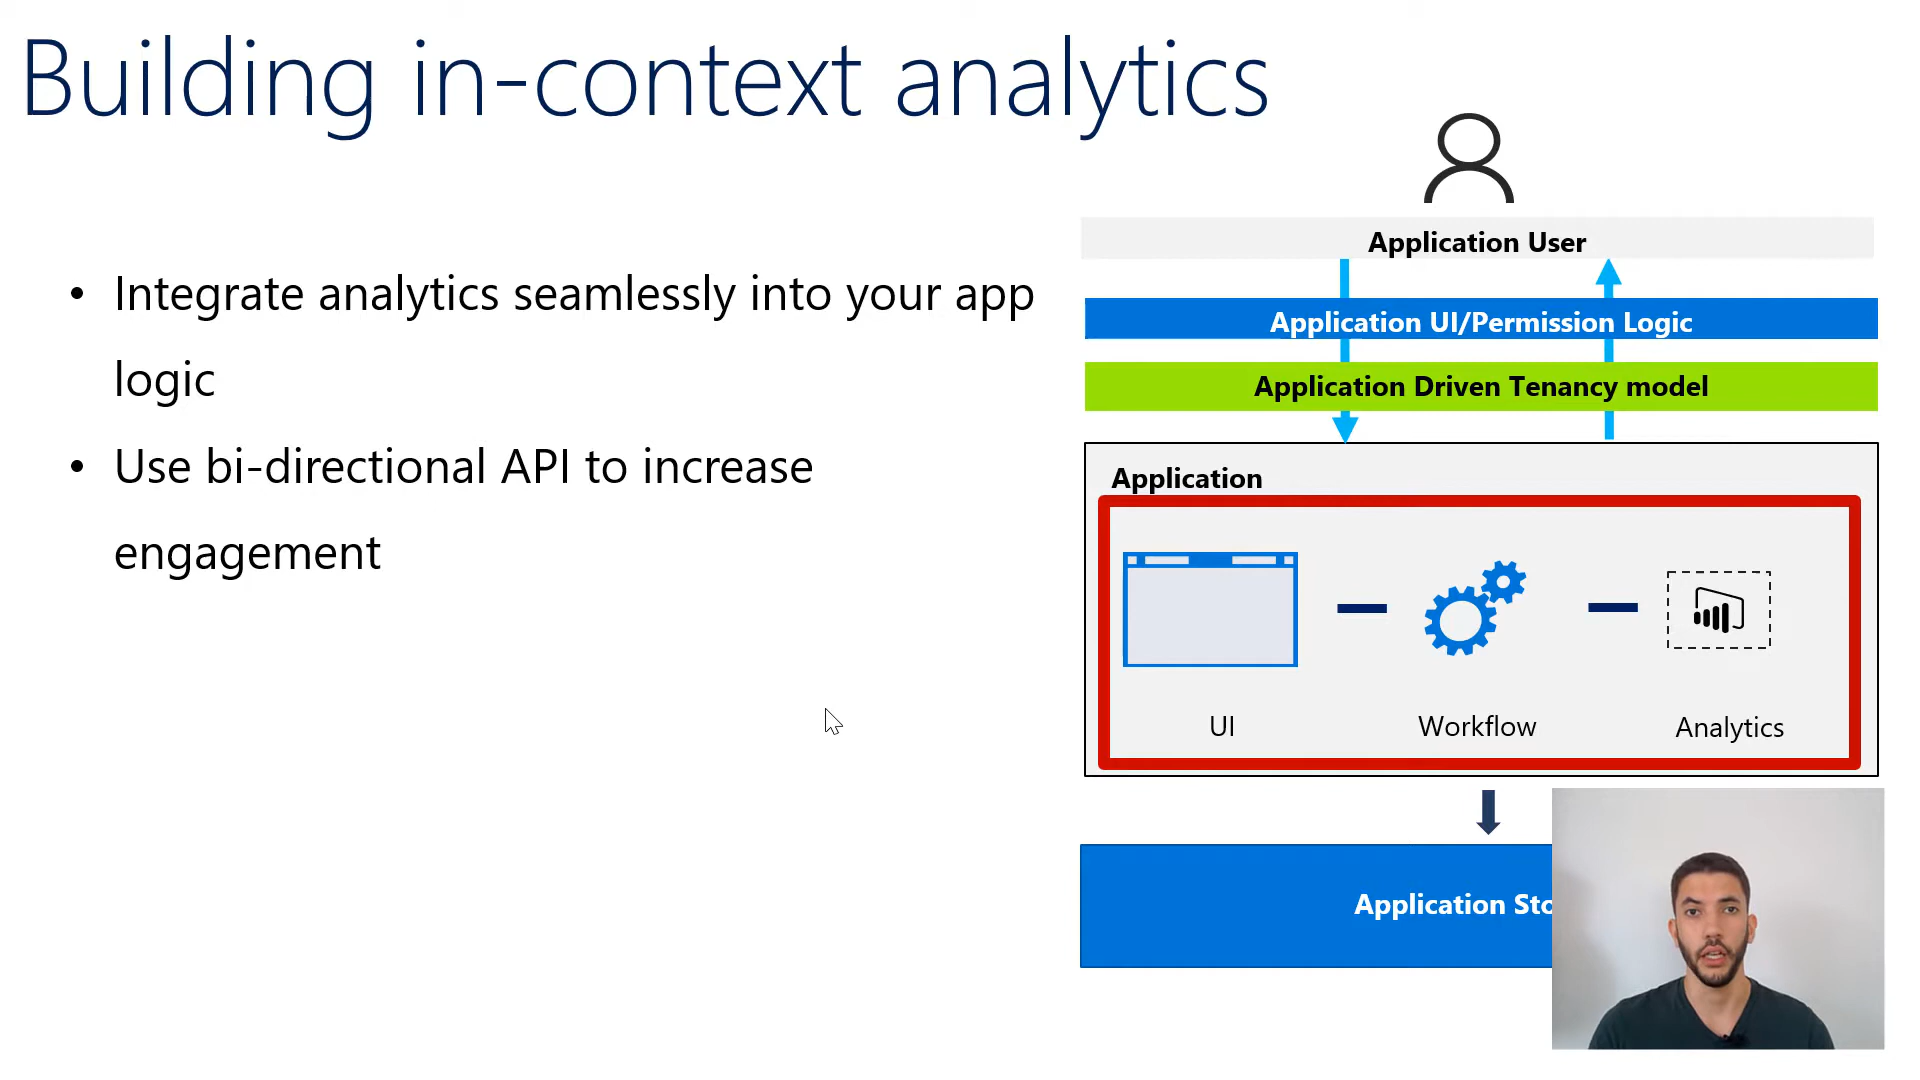 Building in-context analytics
• Integrate analytics seamlessly into your app
logic
• Use bi-directional API to increase
engagement
Application User
Application UI/Permission Logic
Application Driven Tenancy model
Application
UI
Workflow
Analytics
Application